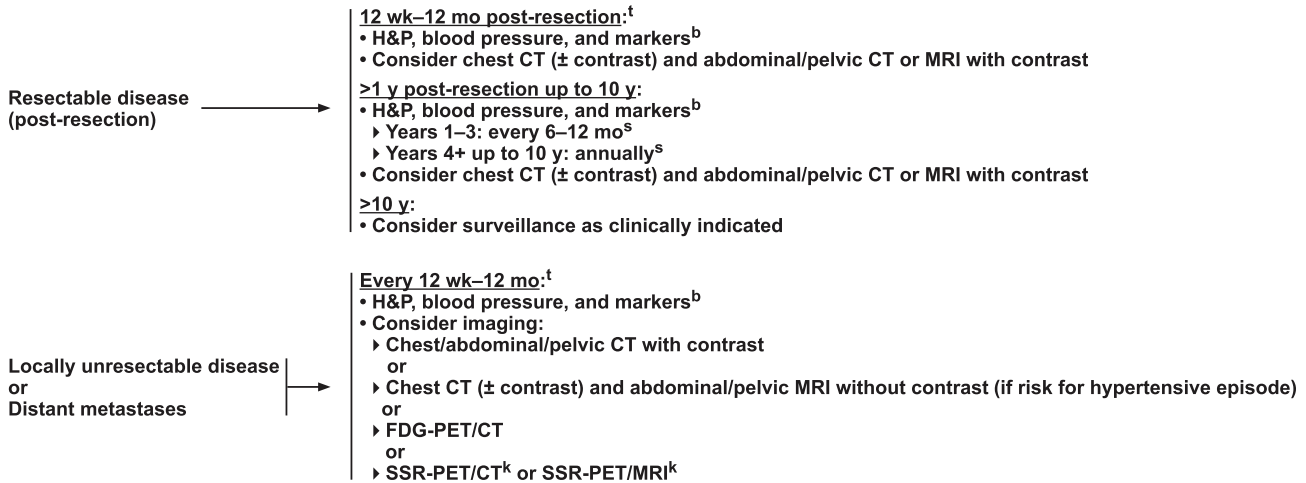 Resectable disease
(post-resection)
12 wk–12 mo post-resection:ᵗ
• H&P, blood pressure, and markersᵇ
• Consider chest CT (± contrast) and abdominal/pelvic CT or MRI with contrast
>1 y post-resection up to 10 y:
• H&P, blood pressure, and markersᵇ
▸ Years 1–3: every 6–12 moˢ
▸ Years 4+ up to 10 y: annuallyˢ
• Consider chest CT (± contrast) and abdominal/pelvic CT or MRI with contrast
>10 y:
• Consider surveillance as clinically indicated
Locally unresectable disease
or
Distant metastases
Every 12 wk–12 mo:ᵗ
• H&P, blood pressure, and markersᵇ
• Consider imaging:
▸ Chest/abdominal/pelvic CT with contrast
or
▸ Chest CT (± contrast) and abdominal/pelvic MRI without contrast (if risk for hypertensive episode)
or
▸ FDG-PET/CT
or
▸ SSR-PET/CTᵏ or SSR-PET/MRIᵏ